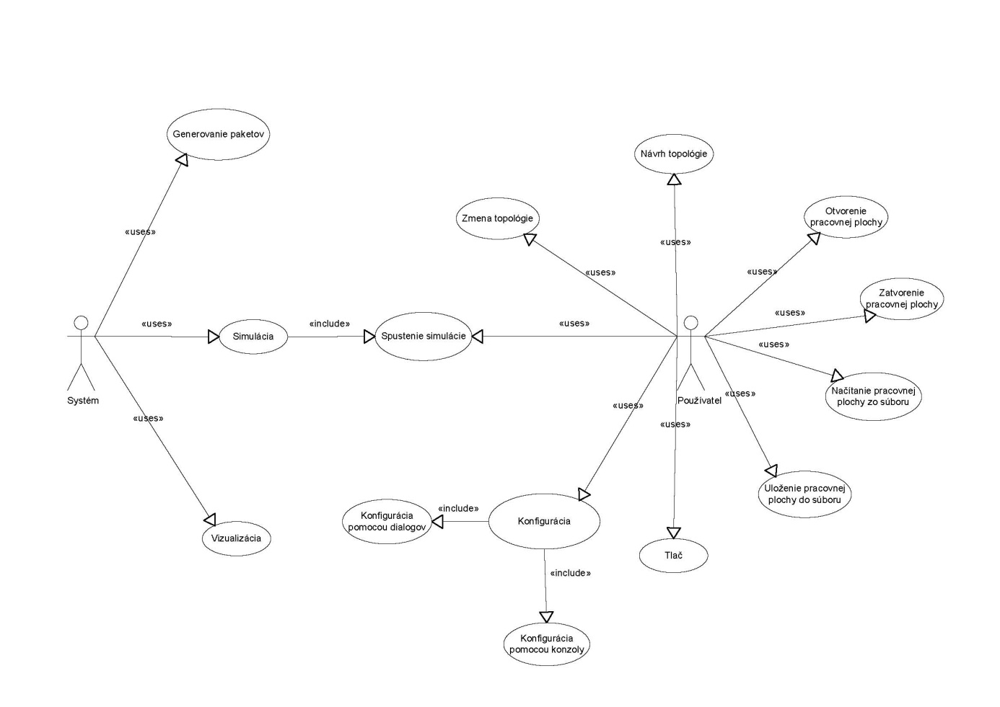 Generovanie paketov
Návrh topológie
Zmena topológie
Otvorenie
pracovnej plochy
«uses»
«uses»
«uses»
«uses»
Zatvorenie
pracovnej plochy
«uses»
«uses»
«include»
«uses»
Simulácia
Spustenie simulácie
«uses»
Systém
Používatel
«uses»
Načítanie pracovnej
plochy zo súboru
«uses»
«uses»
«uses»
Uloženie pracovnej
plochy do súboru
«include»
Konfigurácia
pomocou dialogov
Konfigurácia
Vizualizácia
Tlač
«include»
Konfigurácia
pomocou konzoly